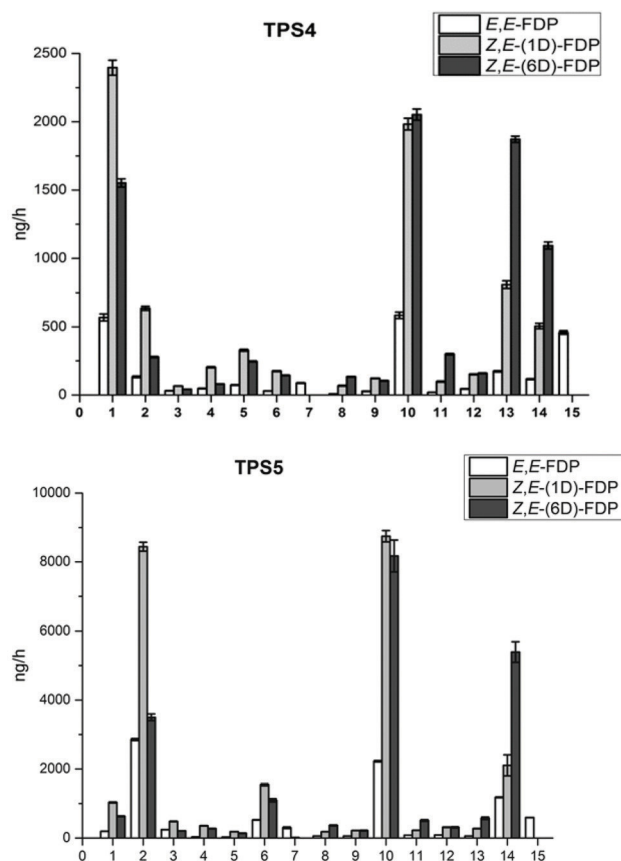 TPS4
E,E-FDP
Z,E-(1D)-FDP
Z,E-(6D)-FDP
2500
2000
1500
1000
500
0
ng/h
0 1 2 3 4 5 6 7 8 9 10 11 12 13 14 15
TPS5
E,E-FDP
Z,E-(1D)-FDP
Z,E-(6D)-FDP
10000
8000
6000
4000
2000
0
ng/h
0 1 2 3 4 5 6 7 8 9 10 11 12 13 14 15